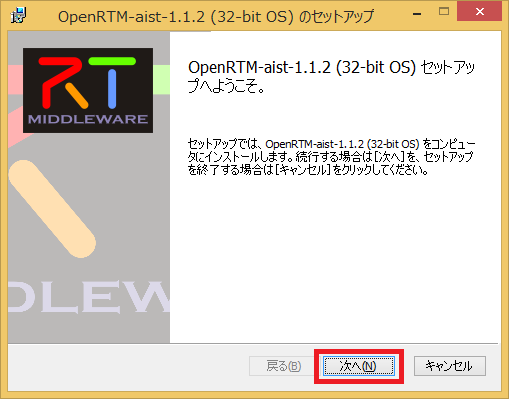 OpenRTM-aist-1.1.2 (32-bit OS) のセットアップ
RT
MIDDLEWARE
OpenRTM-aist-1.1.2 (32-bit OS) セットアッ
プへようこそ。
セットアップでは、OpenRTM-aist-1.1.2 (32-bit OS) をコンピュー
タにインストールします。続行する場合は[次へ]を、セットアップ
を終了する場合は[キャンセル]をクリックしてください。
DLEWAR
戻る(B)
次へ(N)
キャンセル